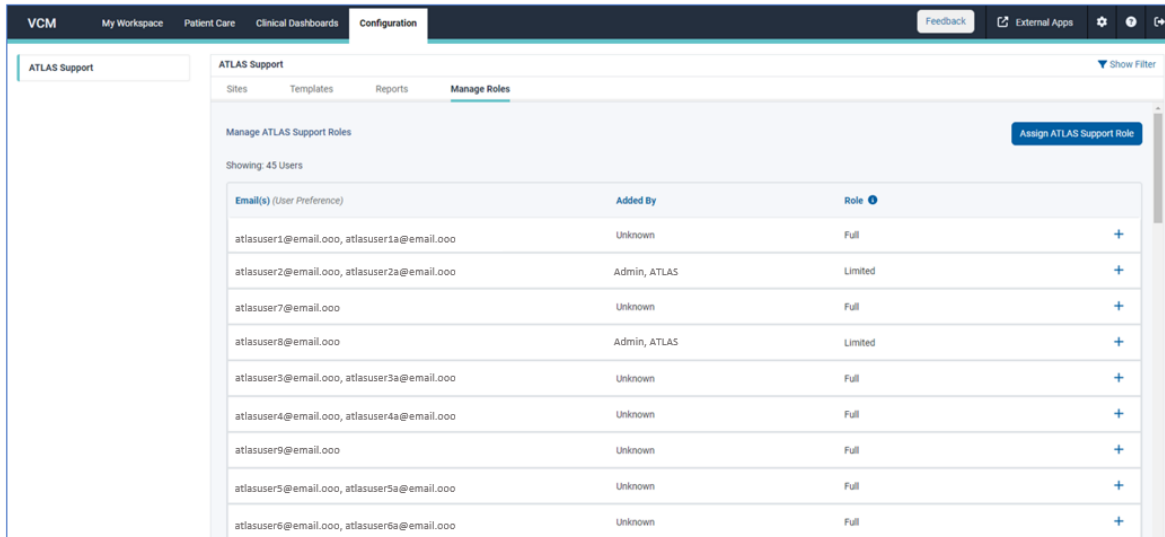 VCM My Workspace Patient Care Clinical Dashboards Configuration Feedback External Apps
ATLAS Support
ATLAS Support Show Filter
Sites Templates Reports Manage Roles
Manage ATLAS Support Roles Assign ATLAS Support Role
Showing: 45 Users
Email(s) (User Preference) Added By Role
atlasuser1@email.ooo, atlasuser1a@email.ooo Unknown Full +
atlasuser2@email.ooo, atlasuser2a@email.ooo Admin, ATLAS Limited +
atlasuser7@email.ooo Unknown Full +
atlasuser8@email.ooo Admin, ATLAS Limited +
atlasuser3@email.ooo, atlasuser3a@email.ooo Unknown Full +
atlasuser4@email.ooo, atlasuser4a@email.ooo Unknown Full +
atlasuser9@email.ooo Unknown Full +
atlasuser5@email.ooo, atlasuser5a@email.ooo Unknown Full +
atlasuser6@email.ooo, atlasuser6a@email.ooo Unknown Full +